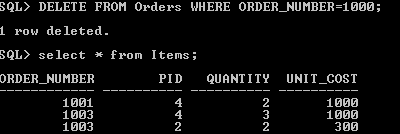 SQL> DELETE FROM Orders WHERE ORDER_NUMBER=1000;
1 row deleted.
SQL> select * from Items;
ORDER_NUMBER PID QUANTITY UNIT_COST
1001 4 2 1000
1003 4 3 1000
1003 2 2 300